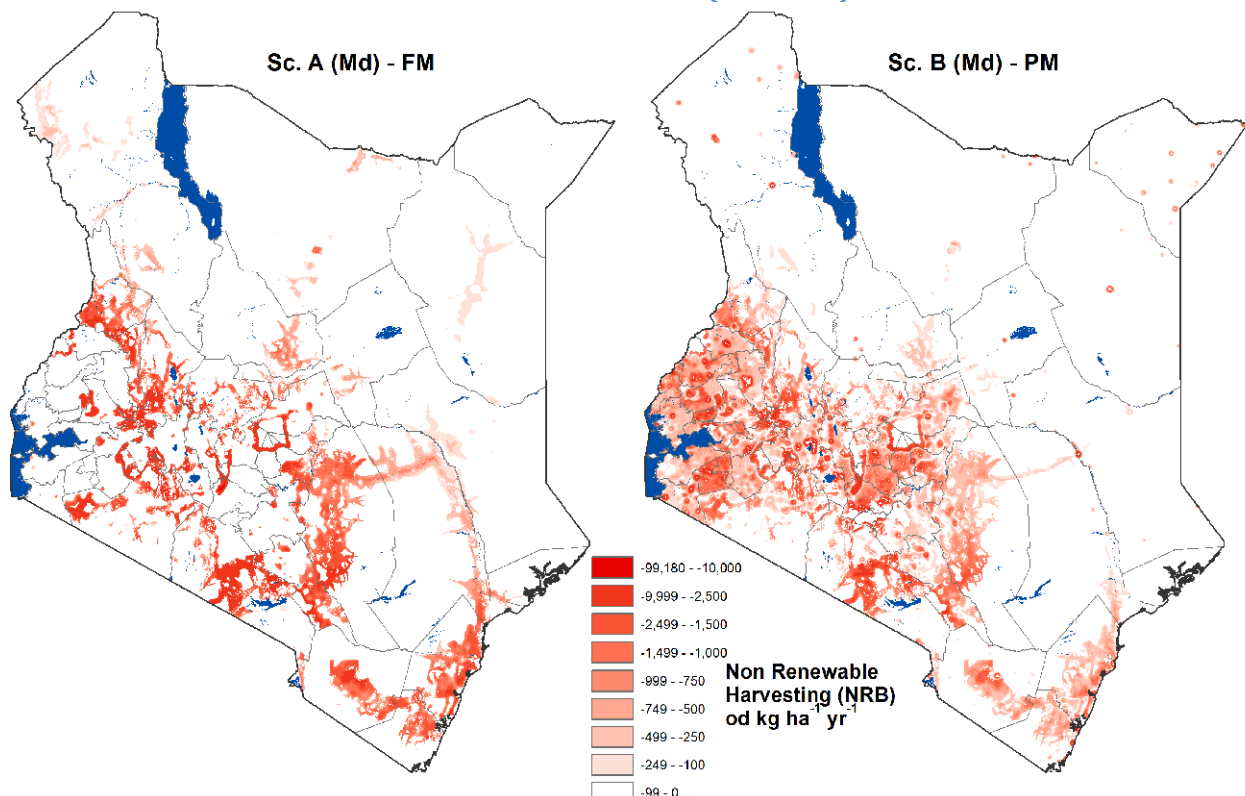 Sc. A (Md) - FM
Sc. B (Md) - PM
-99,180 - -10,000
-9,999 - -2,500
-2,499 - -1,500
-1,499 - -1,000
-999 - -750
-749 - -500
-499 - -250
-249 - -100
-99 - 0
Non Renewable
Harvesting (NRB)
od kg ha⁻¹ yr⁻¹